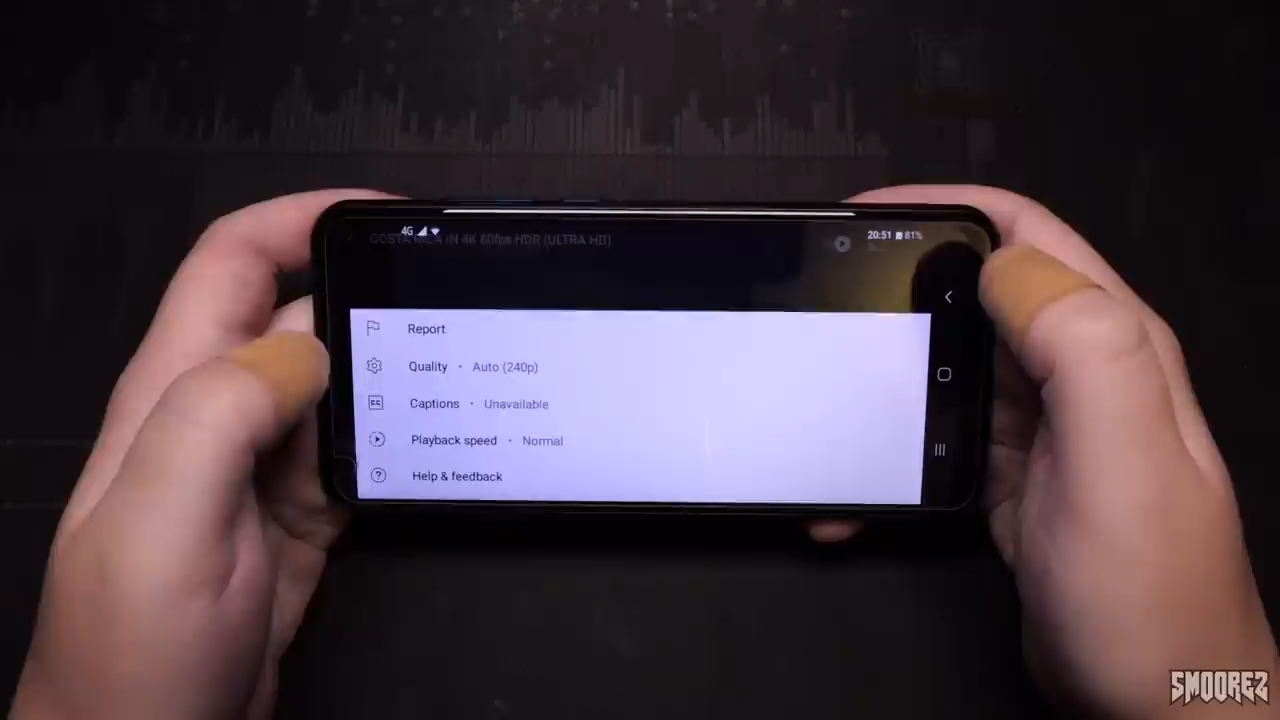 4G
20:51 81%
COSTA RICA IN 4K 60fps HDR (ULTRA HD)
Report
Quality • Auto (240p)
CC
Captions • Unavailable
Playback speed • Normal
? Help & feedback
SMOOREZ